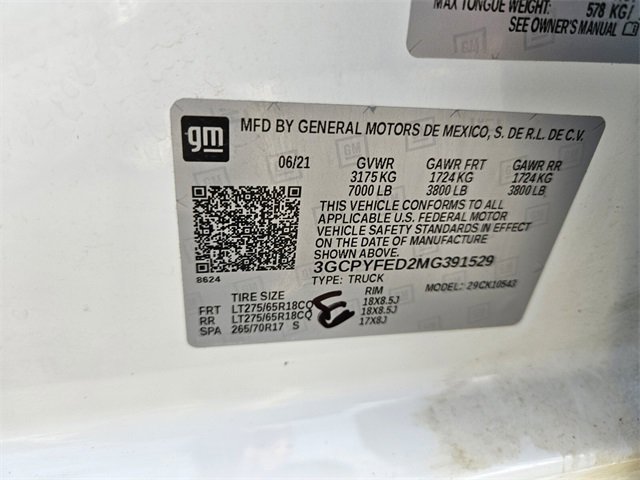 MAX TONGUE WEIGHT: 578 KG/
SEE OWNER'S MANUAL
gm
MFD BY GENERAL MOTORS DE MEXICO, S. DE R.L. DE C.V.
06/21 GVWR GAWR FRT GAWR RR
3175 KG 1724 KG 1724 KG
7000 LB 3800 LB 3800 LB
THIS VEHICLE CONFORMS TO ALL
APPLICABLE U.S. FEDERAL MOTOR
VEHICLE SAFETY STANDARDS IN EFFECT
ON THE DATE OF MANUFACTURE
SHOWN ABOVE.
3GCPYFED2MG391529
8624
TYPE: TRUCK MODEL: 29CK10543
TIRE SIZE RIM
FRT LT275/65R18CQ 18X8.5J
RR LT275/65R18CQ 18X8.5J
SPA 265/70R17 S 17X8J